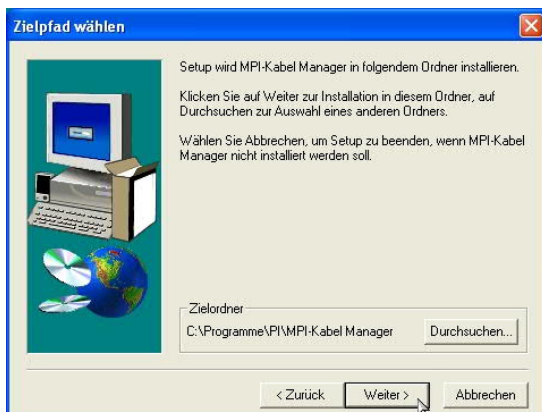 Zielpfad wählen
Setup wird MPI-Kabel Manager in folgendem Ordner installieren.
Klicken Sie auf Weiter zur Installation in diesem Ordner, auf
Durchsuchen zur Auswahl eines anderen Ordners.
Wählen Sie Abbrechen, um Setup zu beenden, wenn MPI-Kabel
Manager nicht installiert werden soll.
Zielordner
C:\Programme\PI\MPI-Kabel Manager
Durchsuchen...
< Zurück
Weiter >
Abbrechen